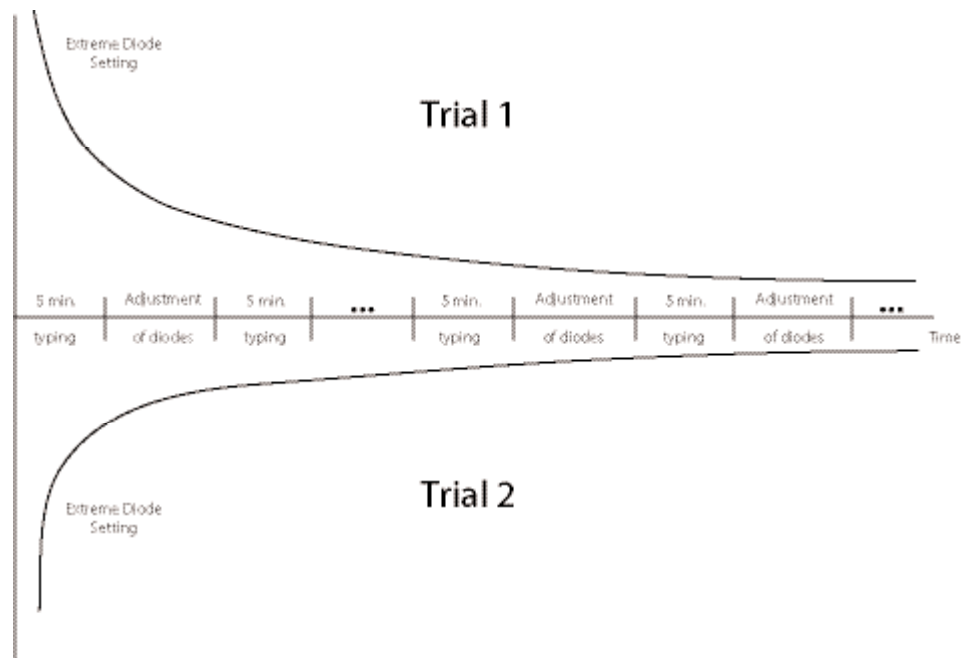 Extreme Diode
Setting
Trial 1
5 min. Adjustment 5 min. ... 5 min. Adjustment 5 min. Adjustment ...
typing of diodes typing typing of diodes typing of diodes Time
Trial 2
Extreme Diode
Setting